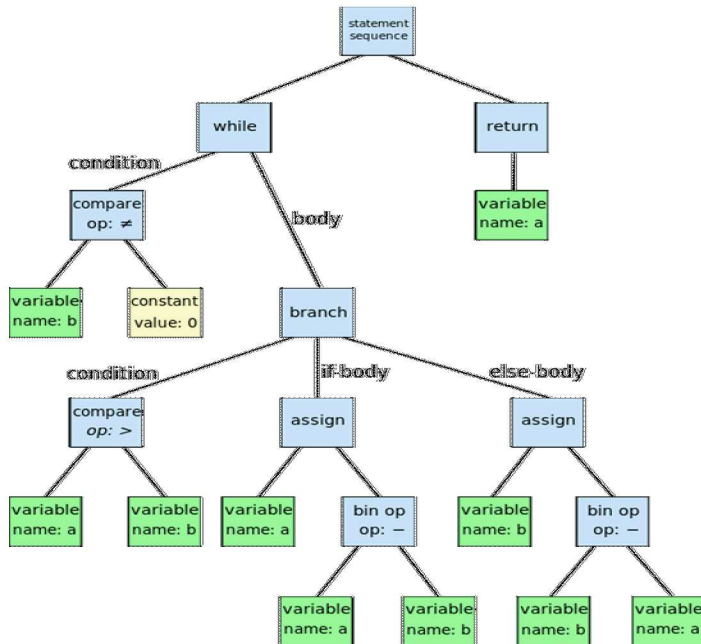 statement
sequence
while
return
condition
compare
op: ≠
body
variable
name: a
variable
name: b
constant
value: 0
branch
condition
if-body
else-body
compare
op: >
assign
assign
variable
name: a
variable
name: b
variable
name: a
bin op
op: −
variable
name: b
bin op
op: −
variable
name: a
variable
name: b
variable
name: b
variable
name: a